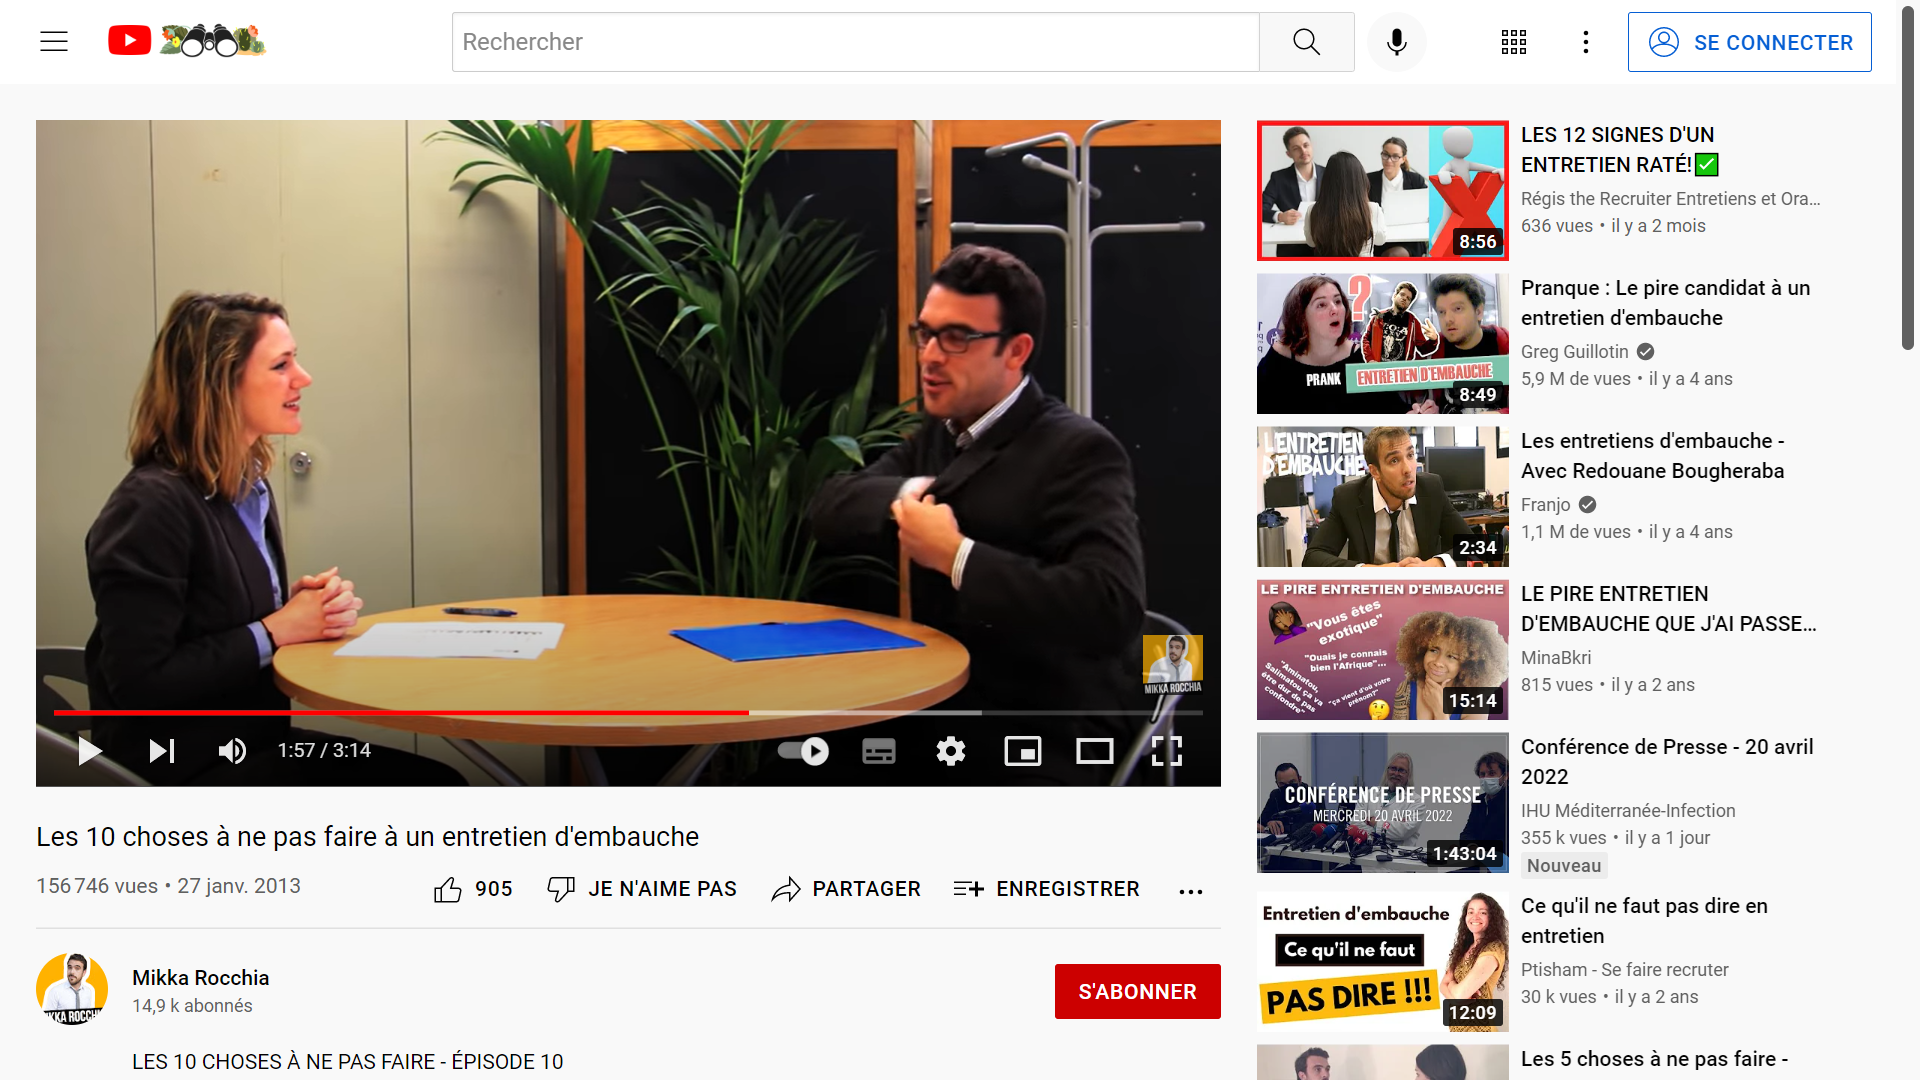 Rechercher
SE CONNECTER
MIKKA ROCCHIA
1:57 / 3:14
Les 10 choses à ne pas faire à un entretien d'embauche
156 746 vues • 27 janv. 2013
905
JE N'AIME PAS
PARTAGER
ENREGISTRER
Mikka Rocchia
14,9 k abonnés
S'ABONNER
LES 10 CHOSES À NE PAS FAIRE - ÉPISODE 10
8:56
LES 12 SIGNES D'UN
ENTRETIEN RATÉ!✅
Régis the Recruiter Entretiens et Ora...
636 vues • il y a 2 mois
?
PRANK
ENTRETIEN D'EMBAUCHE
8:49
Pranque : Le pire candidat à un
entretien d'embauche
Greg Guillotin
5,9 M de vues • il y a 4 ans
L'ENTRETIEN
D'EMBAUCHE
2:34
Les entretiens d'embauche -
Avec Redouane Bougheraba
Franjo
1,1 M de vues • il y a 4 ans
LE PIRE ENTRETIEN D'EMBAUCHE
"Vous êtes
exotique"
"Ouais je connais
bien l'Afrique"...
"Aminatou,
Salimatou ça va
être dur de pas
confondre"
"ça vient d'où votre
prénom?"
15:14
LE PIRE ENTRETIEN
D'EMBAUCHE QUE J'AI PASSE...
MinaBkri
815 vues • il y a 2 ans
CONFÉRENCE DE PRESSE
MERCREDI 20 AVRIL 2022
1:43:04
Conférence de Presse - 20 avril
2022
IHU Méditerranée-Infection
355 k vues • il y a 1 jour
Nouveau
Entretien d'embauche
Ce qu'il ne faut
PAS DIRE !!!
12:09
Ce qu'il ne faut pas dire en
entretien
Ptisham - Se faire recruter
30 k vues • il y a 2 ans
Les 5 choses à ne pas faire -